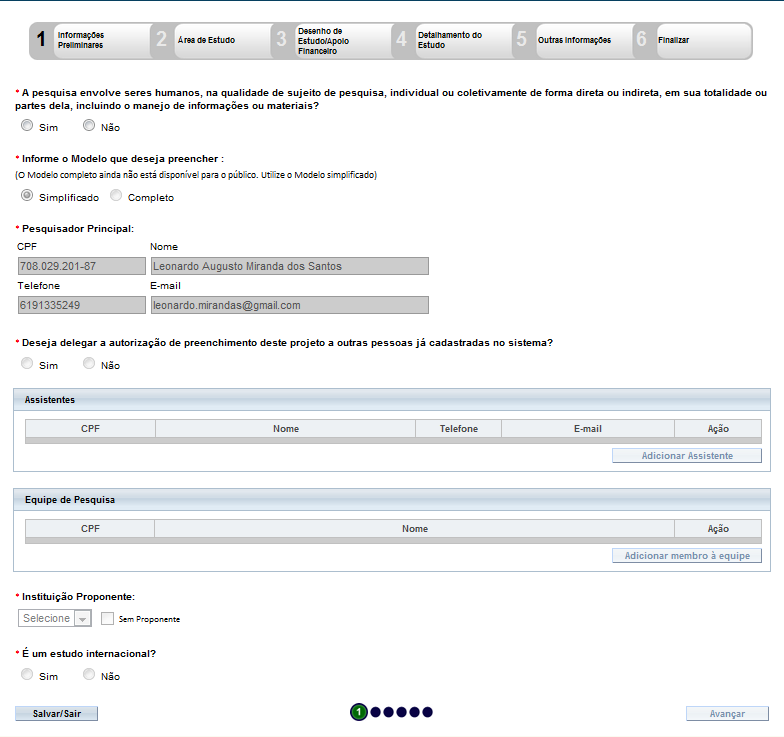 1 Informações Preliminares
2 Área de Estudo
3 Desenho de Estudo/Apoio Financeiro
4 Detalhamento do Estudo
5 Outras Informações
6 Finalizar
* A pesquisa envolve seres humanos, na qualidade de sujeito de pesquisa, individual ou coletivamente de forma direta ou indireta, em sua totalidade ou
partes dela, incluindo o manejo de informações ou materiais?
Sim Não
* Informe o Modelo que deseja preencher :
(O Modelo completo ainda não está disponível para o público. Utilize o Modelo simplificado)
Simplificado Completo
* Pesquisador Principal:
CPF Nome
708.029.201-87 Leonardo Augusto Miranda dos Santos
Telefone E-mail
6191335249 leonardo.mirandas@gmail.com
* Deseja delegar a autorização de preenchimento deste projeto a outras pessoas já cadastradas no sistema?
Sim Não
Assistentes
CPF Nome Telefone E-mail Ação
Adicionar Assistente
Equipe de Pesquisa
CPF Nome Ação
Adicionar membro à equipe
* Instituição Proponente:
Selecione Sem Proponente
* É um estudo internacional?
Sim Não
Salvar/Sair 1 Avançar